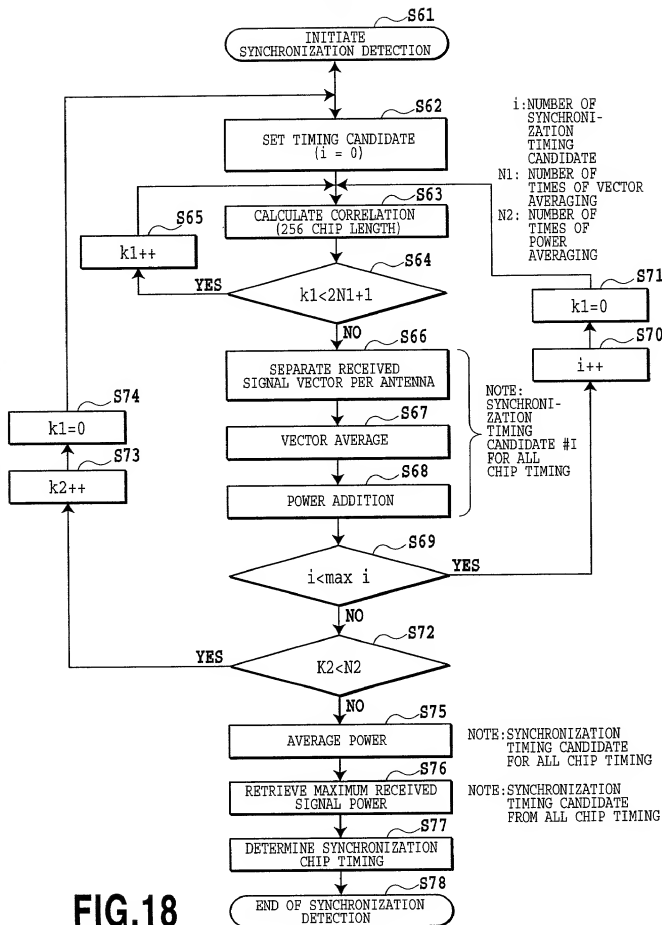 S61
INITIATE
SYNCHRONIZATION DETECTION
S62
SET TIMING CANDIDATE
(i = 0)
i:NUMBER OF
SYNCHRONI-
ZATION
TIMING
CANDIDATE
N1: NUMBER OF
TIMES OF VECTOR
AVERAGING
N2: NUMBER OF
TIMES OF
POWER
AVERAGING
S63
CALCULATE CORRELATION
(256 CHIP LENGTH)
S65
k1++
S64
YES
k1<2N1+1
NO
S71
k1=0
S70
i++
S66
SEPARATE RECEIVED
SIGNAL VECTOR PER ANTENNA
S67
VECTOR AVERAGE
S68
POWER ADDITION
NOTE:
SYNCHRONI-
ZATION
TIMING
CANDIDATE #I
FOR ALL
CHIP TIMING
S74
k1=0
S73
k2++
S69
i<max i
YES
NO
S72
YES
K2<N2
NO
S75
AVERAGE POWER
NOTE:SYNCHRONIZATION
TIMING CANDIDATE
FOR ALL CHIP TIMING
S76
RETRIEVE MAXIMUM RECEIVED
SIGNAL POWER
NOTE:SYNCHRONIZATION
TIMING CANDIDATE
FROM ALL CHIP TIMING
S77
DETERMINE SYNCHRONIZATION
CHIP TIMING
S78
END OF SYNCHRONIZATION
DETECTION
FIG.18